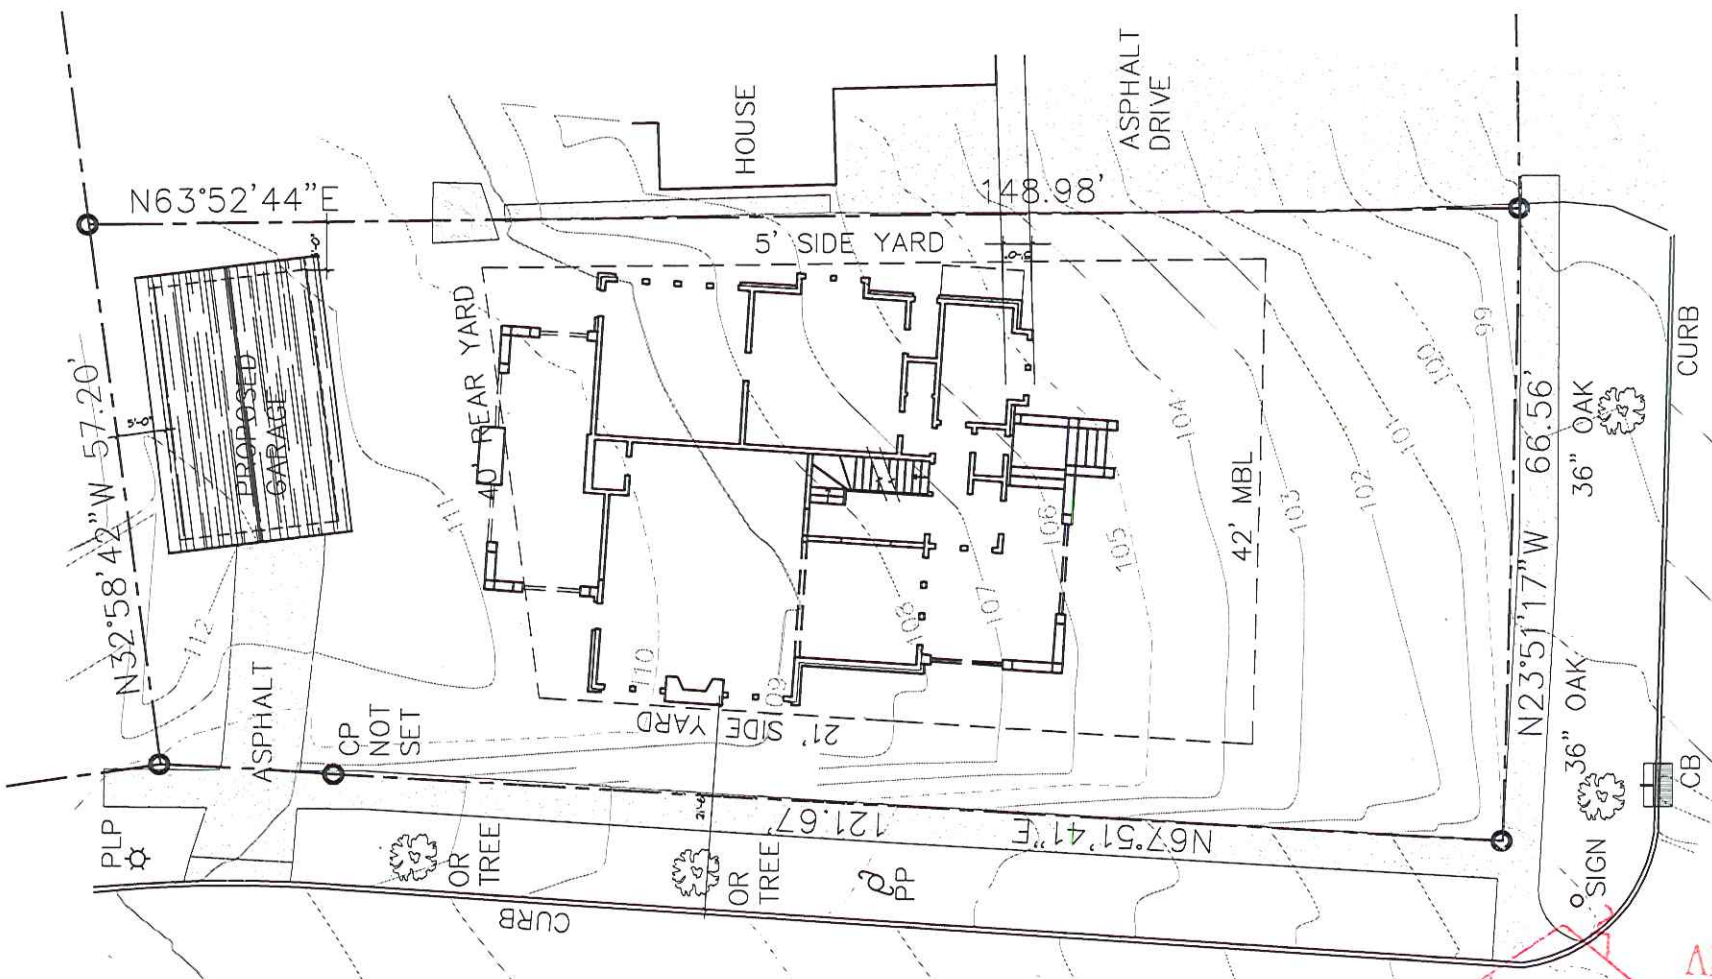 N63°52'44"E
148.98'
HOUSE
ASPHALT
DRIVE
5' SIDE YARD
N32°58'42"W 57.20'
PROPOSED
GARAGE
5'-0"
40' REAR YARD
42' MBL
21' SIDE YARD
N23°51'17"W 66.56'
36" OAK
36" OAK
CURB
CB
SIGN
112
111
110
109
108
107
106
105
104
103
102
101
100
99
ASPHALT
CP
NOT
SET
PLP
OR
TREE
OR
TREE
PP
CURB
121.67'
N67°51'41"E